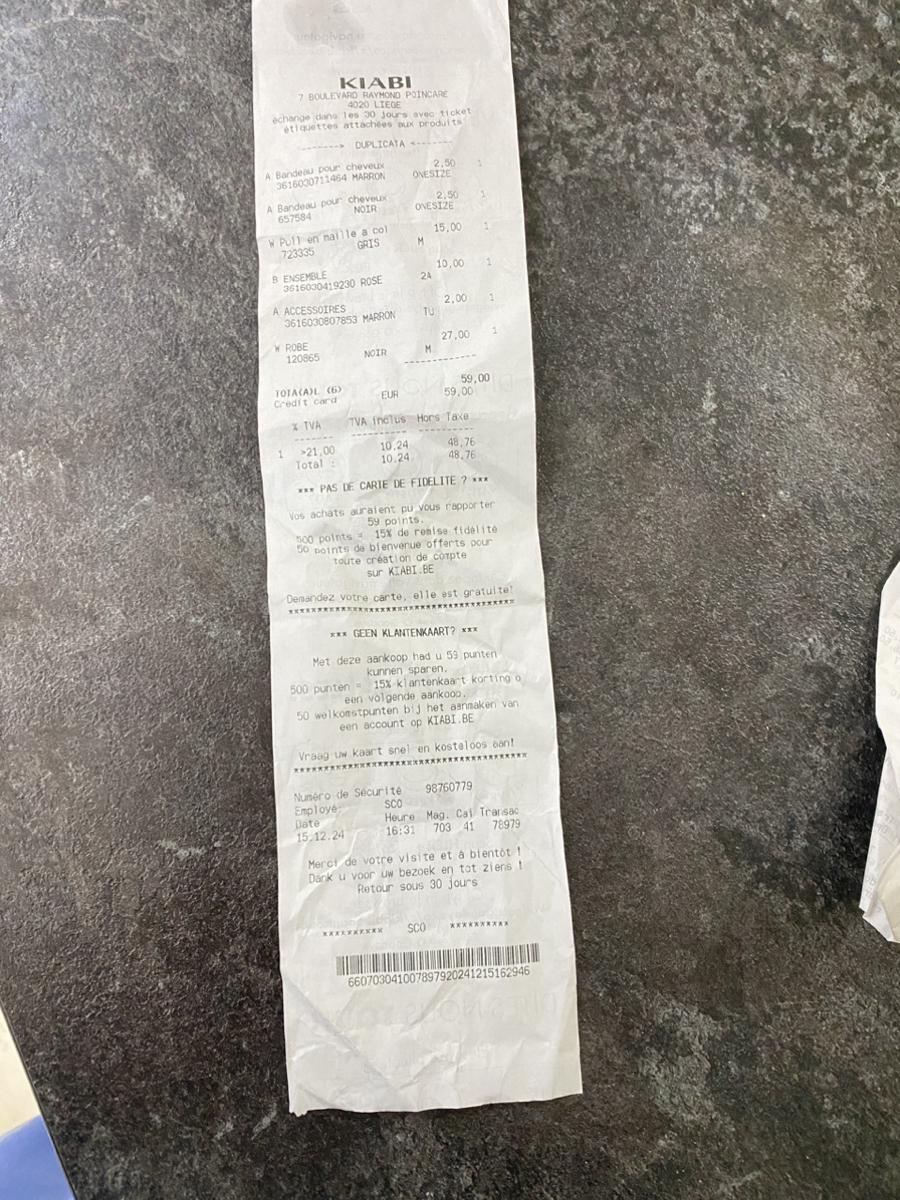 KIABI
7 BOULEVARD RAYMOND POINCARE
4020 LIEGE
échange dans les 30 jours avec ticket
étiquettes attachées aux produits
-------> DUPLICATA <-------
A Bandeau pour cheveux 2,50 1
3616030711464 MARRON ONESIZE
A Bandeau pour cheveux 2,50 1
657584 NOIR ONESIZE
W Pull en maille a col 15,00 1
723335 GRIS M
B ENSEMBLE 10,00 1
3616030419230 ROSE 24
A ACCESSOIRES 2,00 1
3616030807853 MARRON TU
W ROBE 27,00 1
120865 NOIR M
-------------
TOTA(A)L (6) 59,00
Credit card EUR 59,00
% TVA TVA inclus Hors Taxe
------- ---------- ----------
1 >21,00 10,24 48,76
Total : 10,24 48,76
*** PAS DE CARTE DE FIDELITE ? ***
Vos achats auraient pu vous rapporter
59 points.
500 points = 15% de remise fidélité
50 points de bienvenue offerts pour
toute création de compte
sur KIABI.BE
Demandez votre carte, elle est gratuite!
****************************************
*** GEEN KLANTENKAART? ***
Met deze aankoop had u 59 punten
kunnen sparen.
500 punten = 15% klantenkaart korting o
een volgende aankoop.
50 welkomstpunten bij het aanmaken van
een account op KIABI.BE
Vraag uw kaart snel en kosteloos aan!
****************************************
Numéro de Sécurité 98760779
Employé: SCO
Date Heure Mag. Cai Transac
15.12.24 16:31 703 41 78979
Merci de votre visite et à bientôt !
Dank u voor uw bezoek en tot ziens !
Retour sous 30 jours
********** SCO **********
660703041007897920241215162946